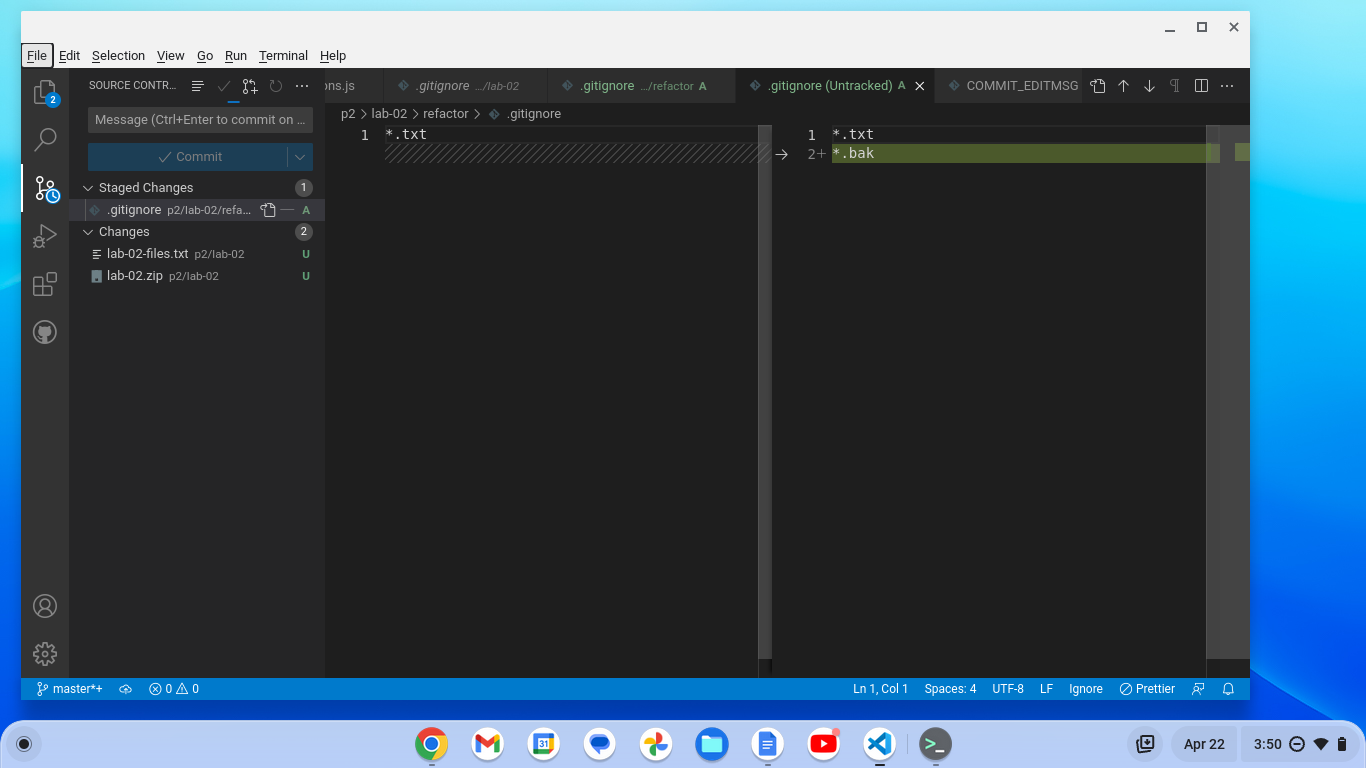 File Edit Selection View Go Run Terminal Help
2
SOURCE CONTR...
ons.js
.gitignore .../lab-02
.gitignore .../refactor A
.gitignore (Untracked) A
COMMIT_EDITMSG
p2 lab-02 refactor .gitignore
Message (Ctrl+Enter to commit on ...
Commit
Staged Changes 1
.gitignore p2/lab-02/refa... A
Changes 2
lab-02-files.txt p2/lab-02 U
lab-02.zip p2/lab-02 U
1 *.txt
1 *.txt
2+ *.bak
master*+ 0 0 Ln 1, Col 1 Spaces: 4 UTF-8 LF Ignore Prettier
31
>_
Apr 22
3:50